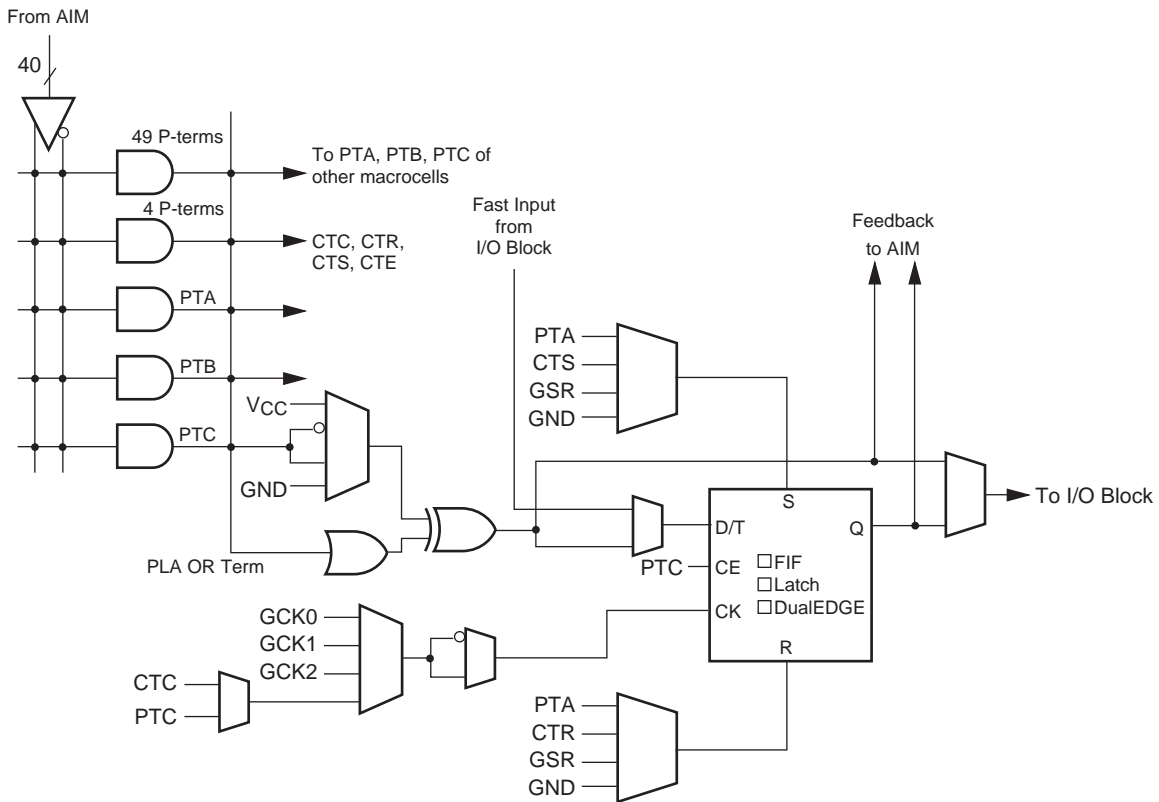 From AIM
40
49 P-terms
To PTA, PTB, PTC of
other macrocells
4 P-terms
CTC, CTR,
CTS, CTE
Fast Input
from
I/O Block
Feedback
to AIM
PTA
PTB
PTC
VCC
GND
PLA OR Term
PTA
CTS
GSR
GND
To I/O Block
S
D/T
Q
PTC
CE
FIF
Latch
DualEDGE
CK
R
GCK0
GCK1
GCK2
CTC
PTC
PTA
CTR
GSR
GND